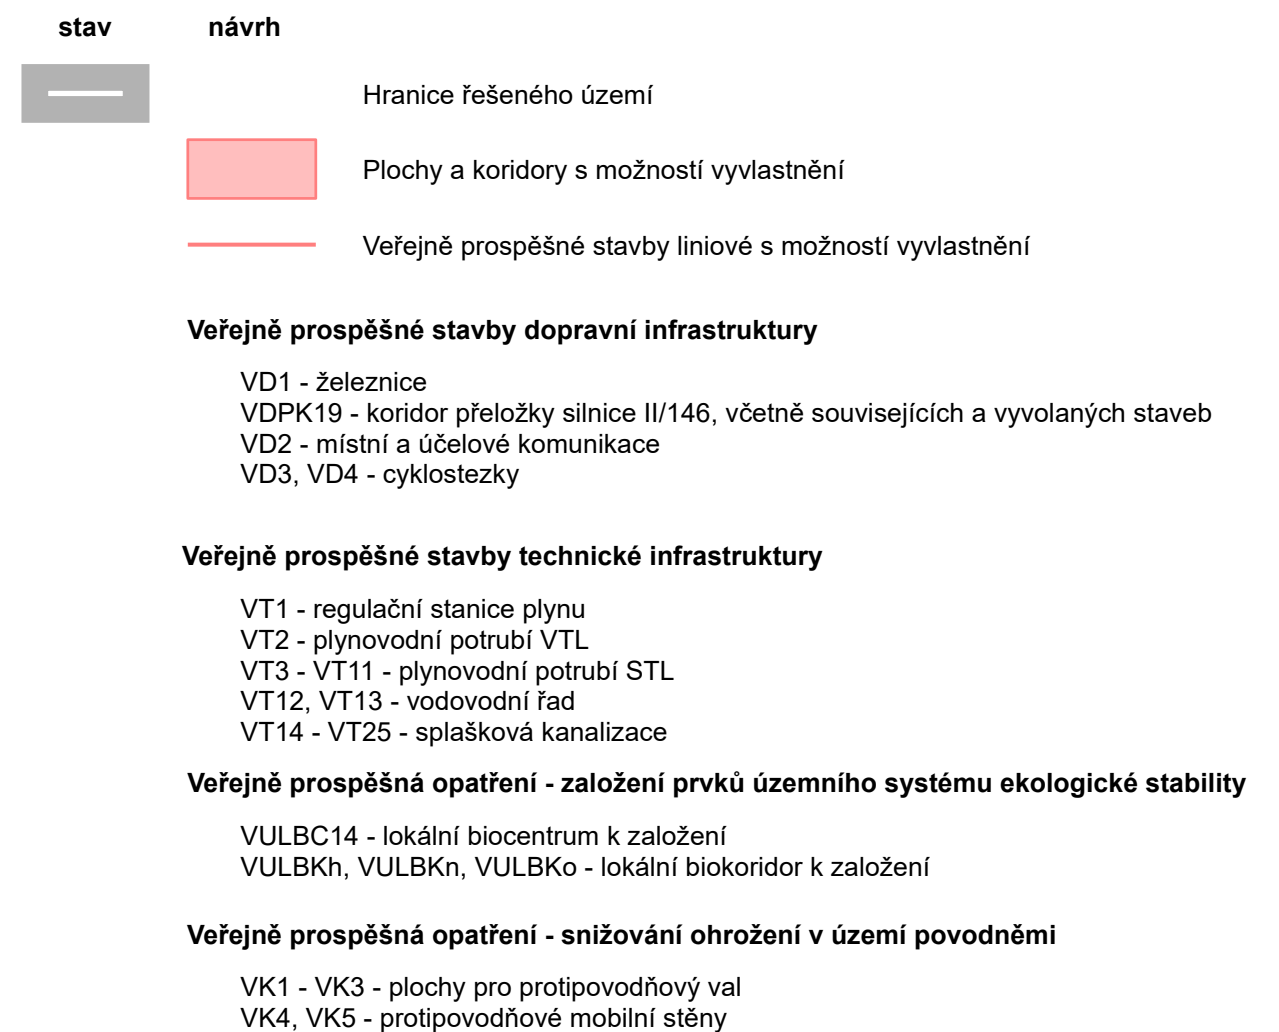 stav návrh
Hranice řešeného území
Plochy a koridory s možností vyvlastnění
Veřejně prospěšné stavby liniové s možností vyvlastnění
Veřejně prospěšné stavby dopravní infrastruktury
VD1 - železnice
VDPK19 - koridor přeložky silnice II/146, včetně souvisejících a vyvolaných staveb
VD2 - místní a účelové komunikace
VD3, VD4 - cyklostezky
Veřejně prospěšné stavby technické infrastruktury
VT1 - regulační stanice plynu
VT2 - plynovodní potrubí VTL
VT3 - VT11 - plynovodní potrubí STL
VT12, VT13 - vodovodní řad
VT14 - VT25 - splašková kanalizace
Veřejně prospěšná opatření - založení prvků územního systému ekologické stability
VULBC14 - lokální biocentrum k založení
VULBKh, VULBKn, VULBKo - lokální biokoridor k založení
Veřejně prospěšná opatření - snižování ohrožení v území povodněmi
VK1 - VK3 - plochy pro protipovodňový val
VK4, VK5 - protipovodňové mobilní stěny